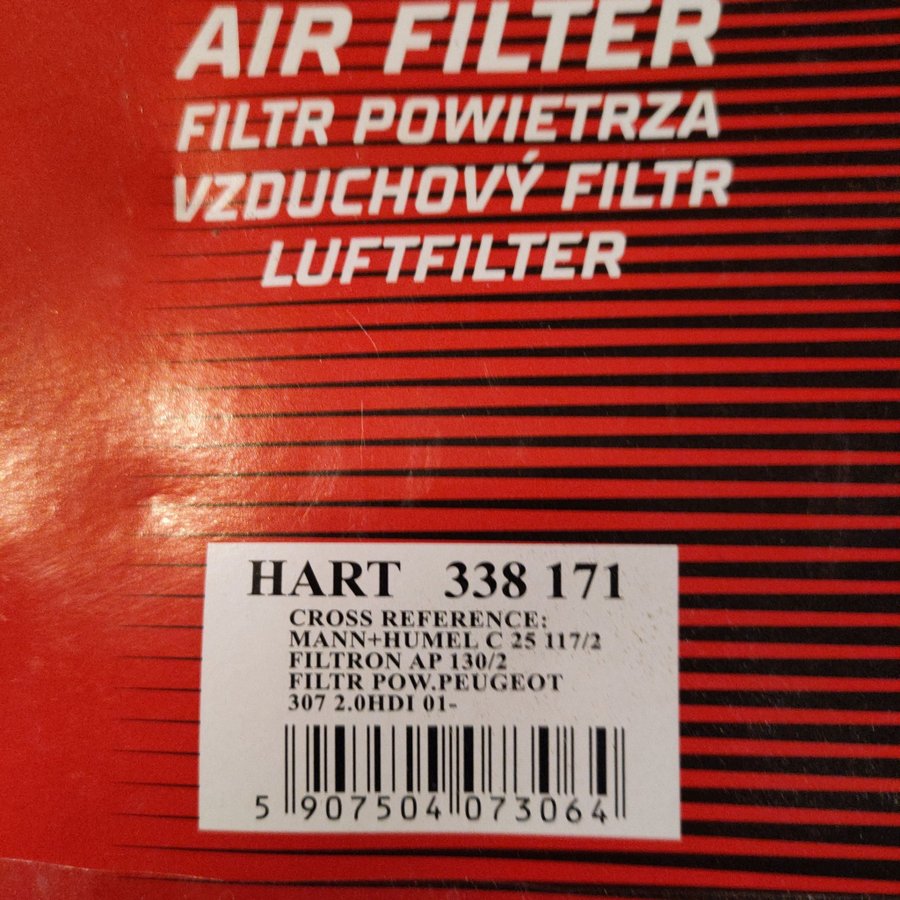 AIR FILTER
FILTR POWIETRZA
VZDUCHOVÝ FILTR
LUFTFILTER
HART 338 171
CROSS REFERENCE:
MANN+HUMEL C 25 117/2
FILTRON AP 130/2
FILTR POW.PEUGEOT
307 2.0HDI 01-
5 907504 073064